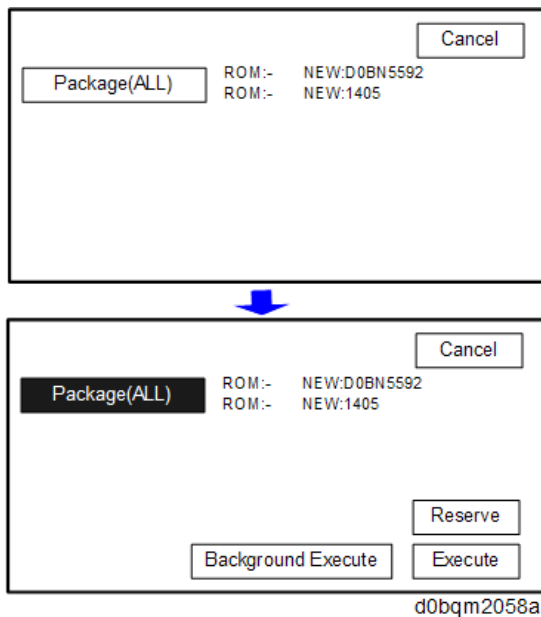 Cancel
Package(ALL) ROM:- NEW:D0BN5592
ROM:- NEW:1405
Cancel
Package(ALL) ROM:- NEW:D0BN5592
ROM:- NEW:1405
Reserve
Background Execute Execute
d0bqm2058a